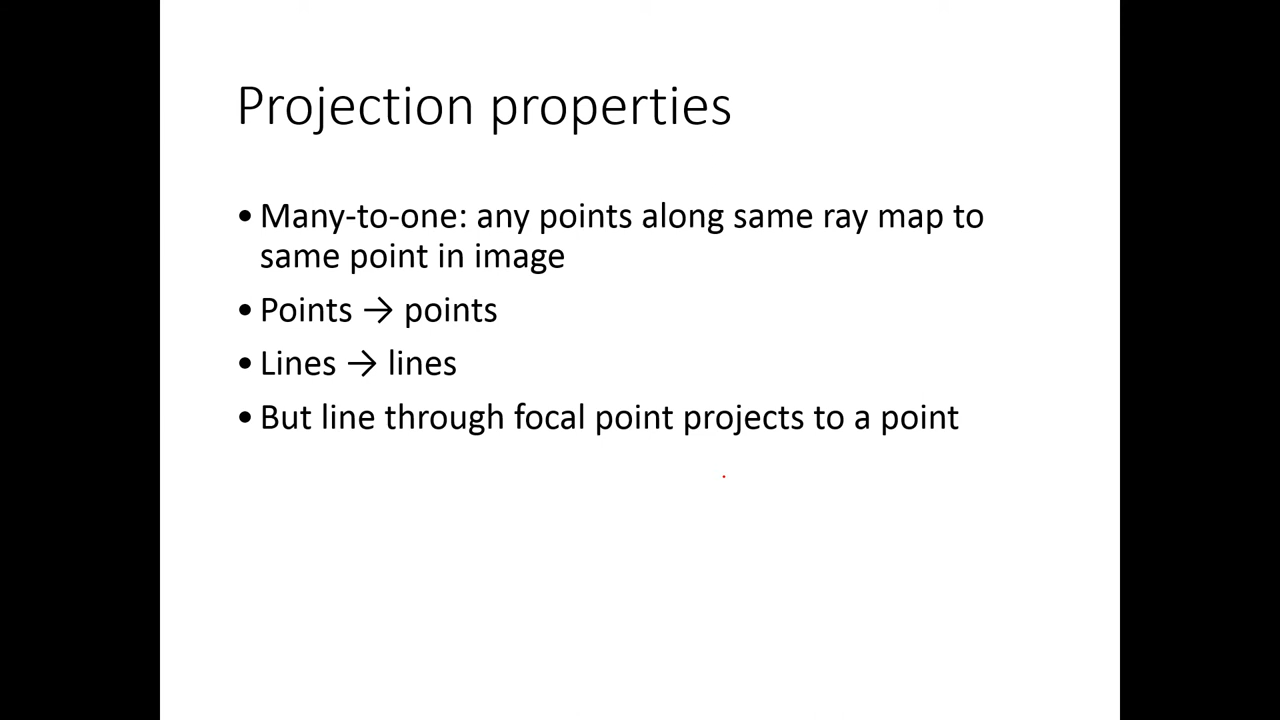 Projection properties
• Many-to-one: any points along same ray map to
same point in image
• Points → points
• Lines → lines
• But line through focal point projects to a point